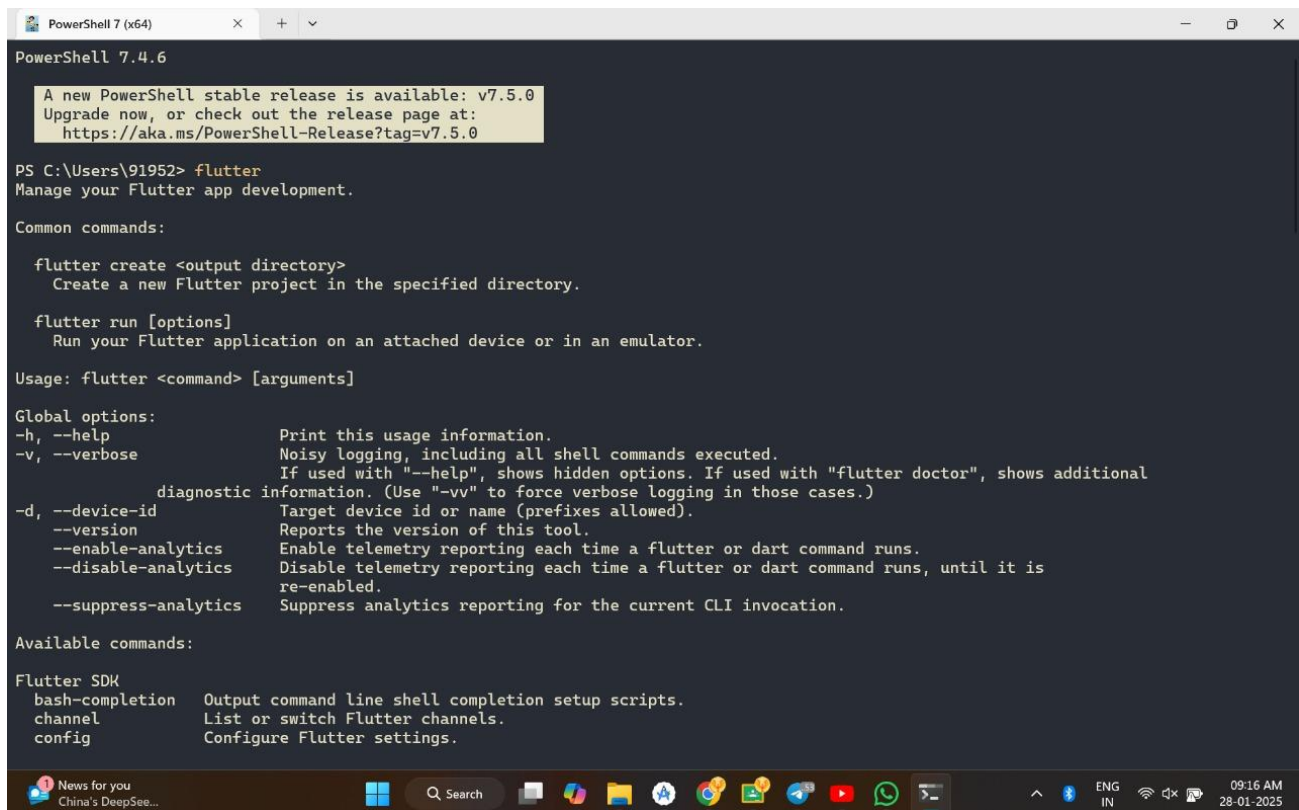 PowerShell 7 (x64)
PowerShell 7.4.6
A new PowerShell stable release is available: v7.5.0
Upgrade now, or check out the release page at:
https://aka.ms/PowerShell-Release?tag=v7.5.0
PS C:\Users\91952> flutter
Manage your Flutter app development.
Common commands:
flutter create <output directory>
Create a new Flutter project in the specified directory.
flutter run [options]
Run your Flutter application on an attached device or in an emulator.
Usage: flutter <command> [arguments]
Global options:
-h, --help Print this usage information.
-v, --verbose Noisy logging, including all shell commands executed.
If used with "--help", shows hidden options. If used with "flutter doctor", shows additional
diagnostic information. (Use "-vv" to force verbose logging in those cases.)
-d, --device-id Target device id or name (prefixes allowed).
--version Reports the version of this tool.
--enable-analytics Enable telemetry reporting each time a flutter or dart command runs.
--disable-analytics Disable telemetry reporting each time a flutter or dart command runs, until it is
re-enabled.
--suppress-analytics Suppress analytics reporting for the current CLI invocation.
Available commands:
Flutter SDK
bash-completion Output command line shell completion setup scripts.
channel List or switch Flutter channels.
config Configure Flutter settings.
1 News for you
China's DeepSee...
Search
ENG
IN
09:16 AM
28-01-2025